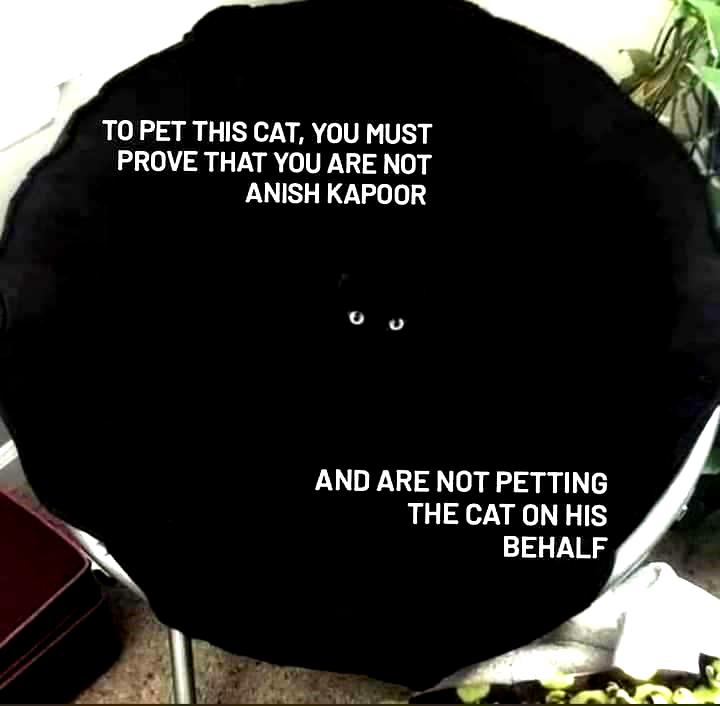 TO PET THIS CAT, YOU MUST
PROVE THAT YOU ARE NOT
ANISH KAPOOR
AND ARE NOT PETTING
THE CAT ON HIS
BEHALF